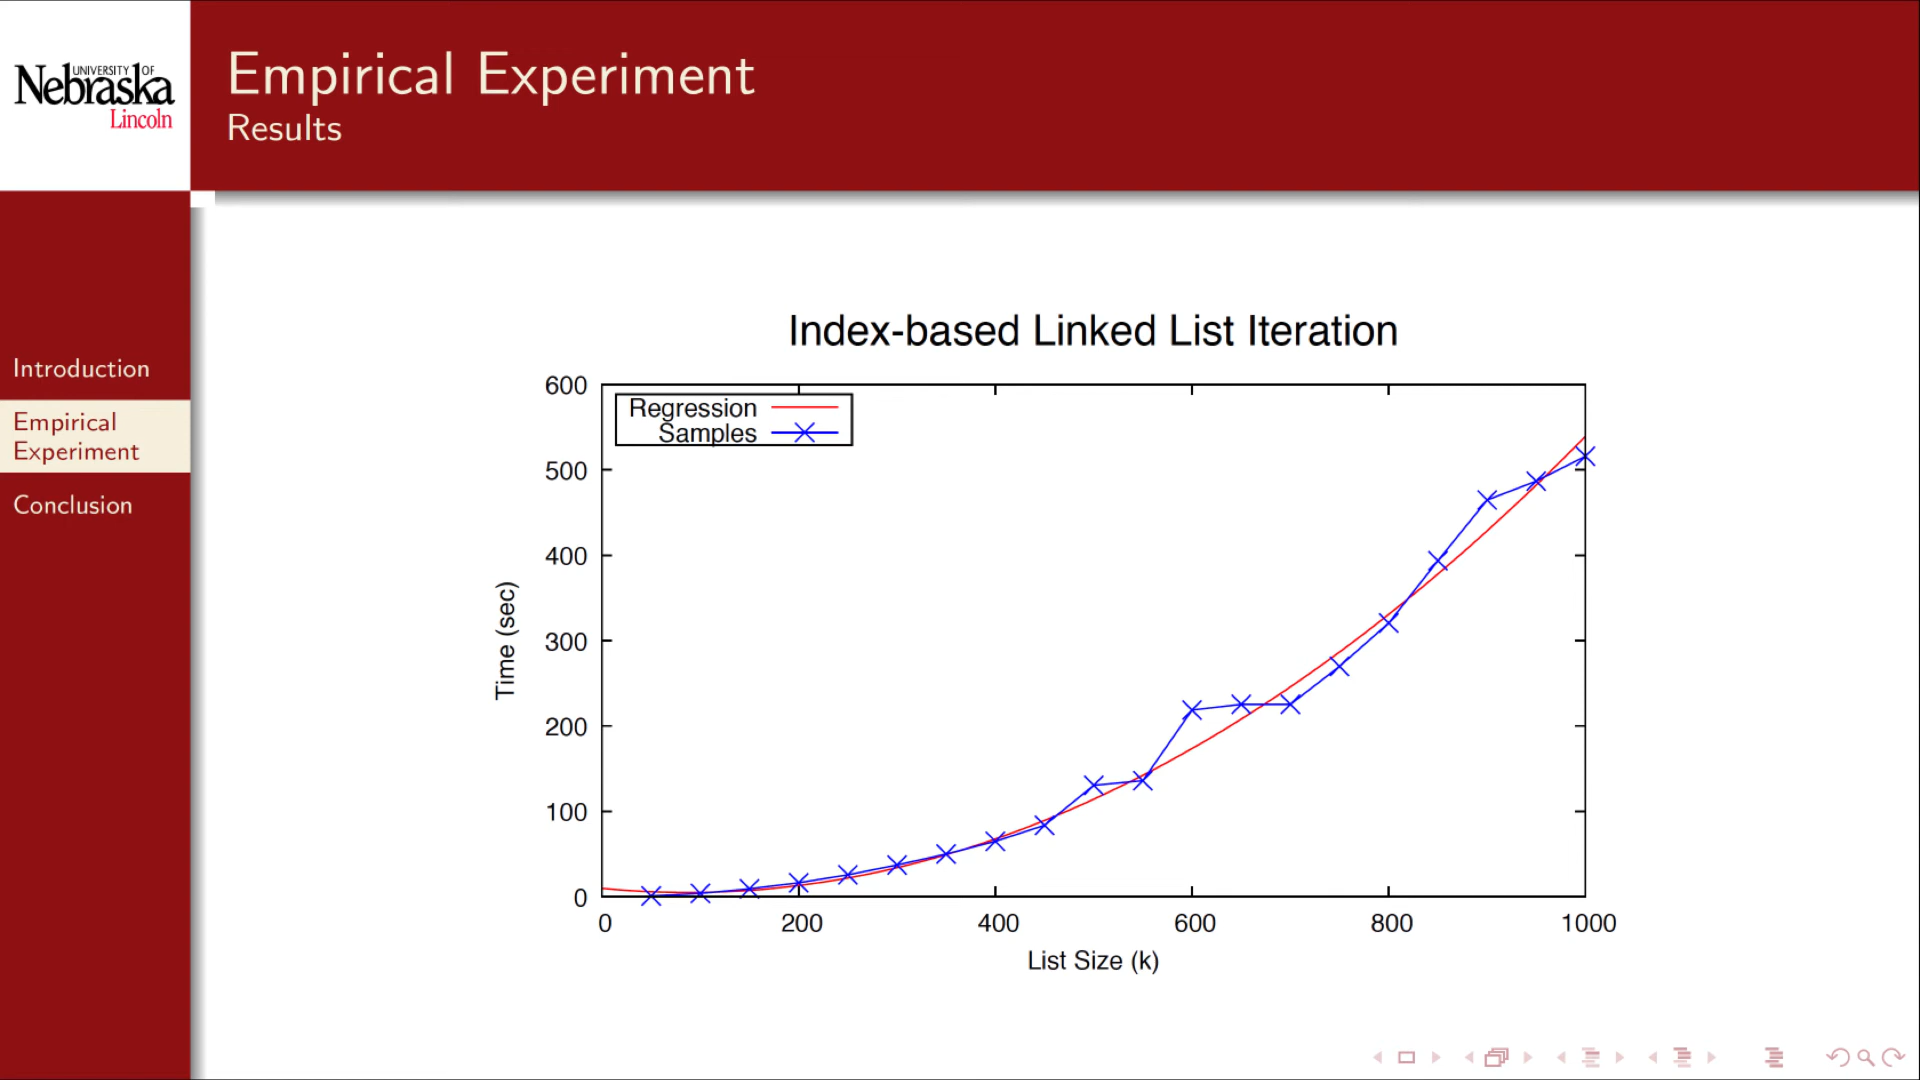 UNIVERSITY OF
Nebraska
Lincoln
Empirical Experiment
Results
Introduction
Empirical
Experiment
Conclusion
Index-based Linked List Iteration
Regression
Samples
600
500
400
300
200
100
0
Time (sec)
0 200 400 600 800 1000
List Size (k)